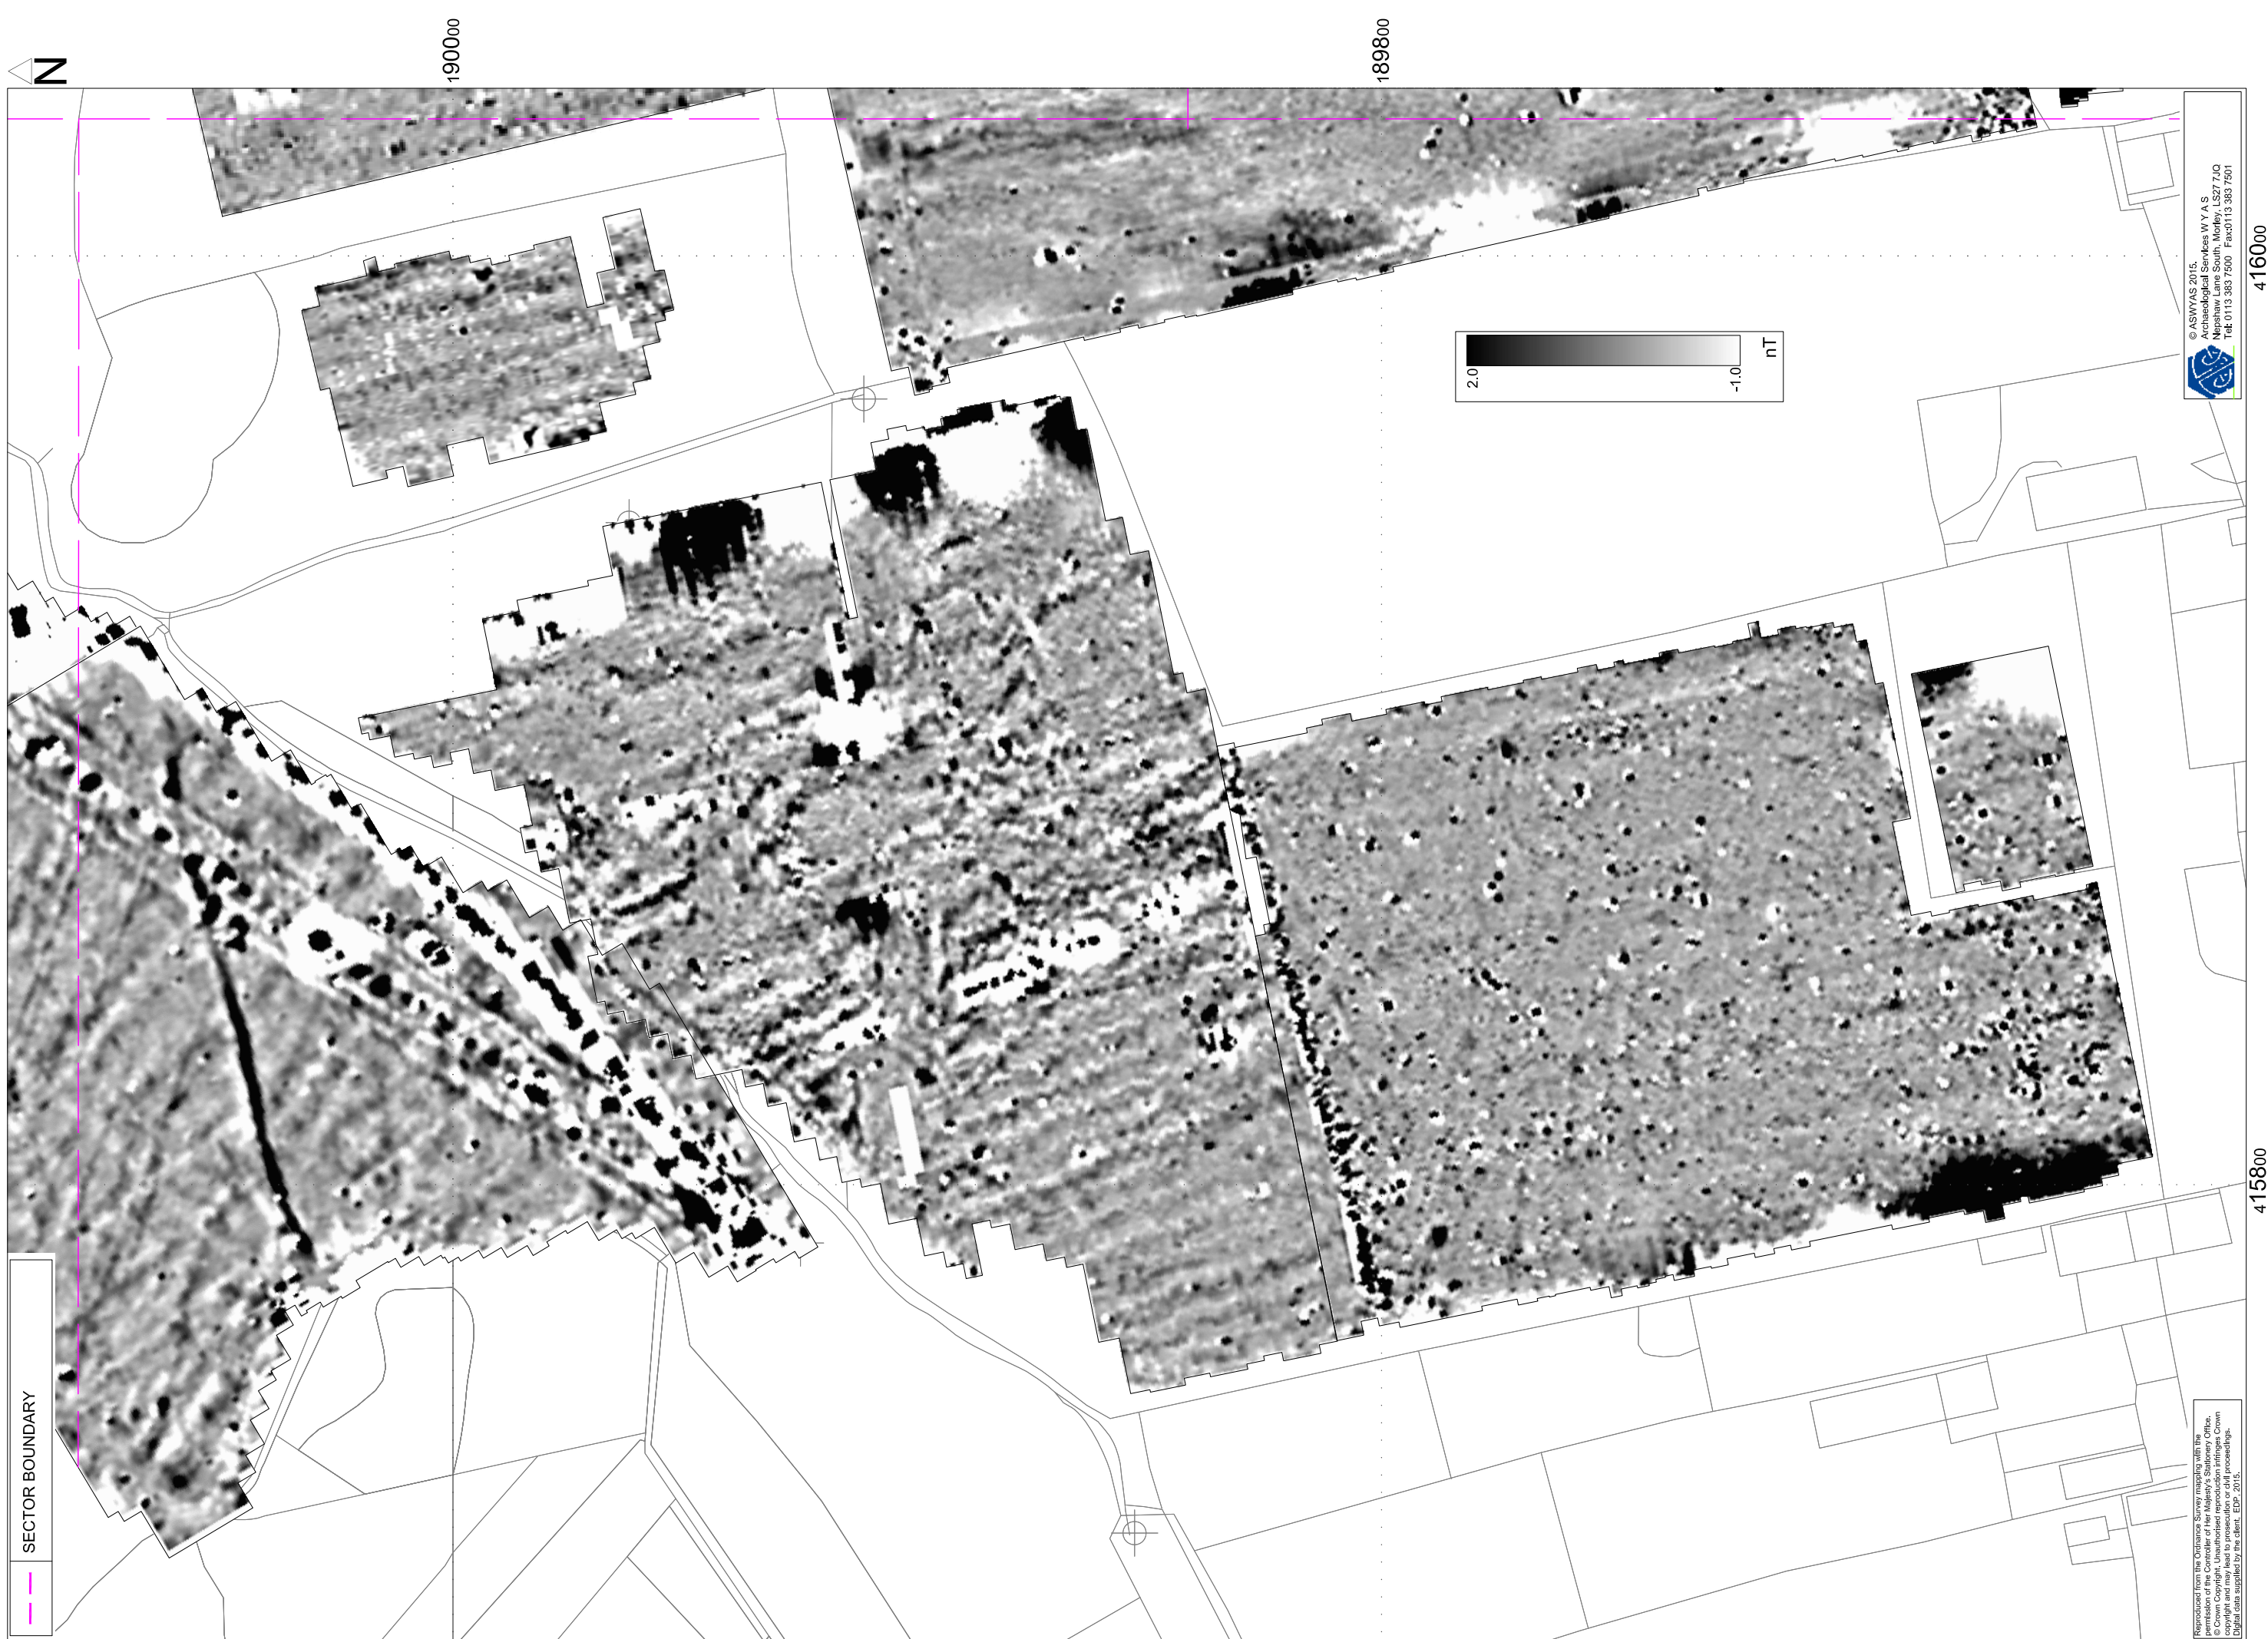 N
190000
189800
SECTOR BOUNDARY
2.0
-1.0
nT
© ASWYAS 2015.
Archaeological Services W Y A S
Nepshaw Lane South, Morley, LS27 7JQ
Tel: 0113 383 7500 Fax:0113 383 7501
416000
415800
Reproduced from the Ordnance Survey mapping with the
permission of the Controller of Her Majesty's Stationery Office.
© Crown Copyright. Unauthorised reproduction infringes Crown
copyright and may lead to prosecution or civil proceedings.
Digital data supplied by the client, EDP, 2015.